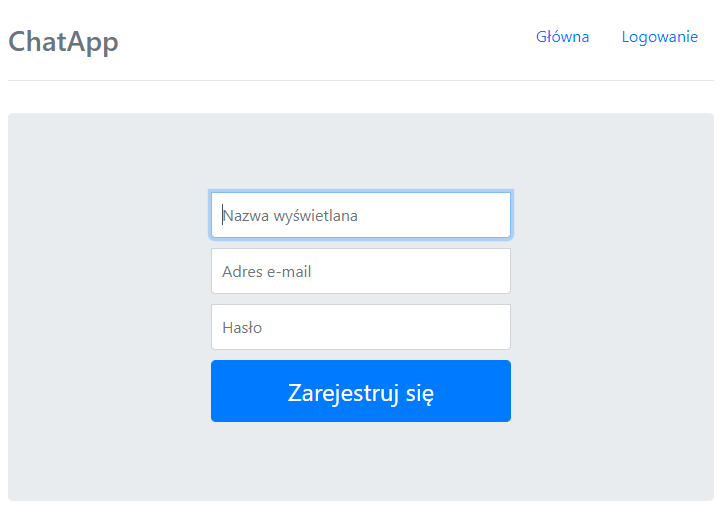 ChatApp
Główna Logowanie
Nazwa wyświetlana
Adres e-mail
Hasło
Zarejestruj się